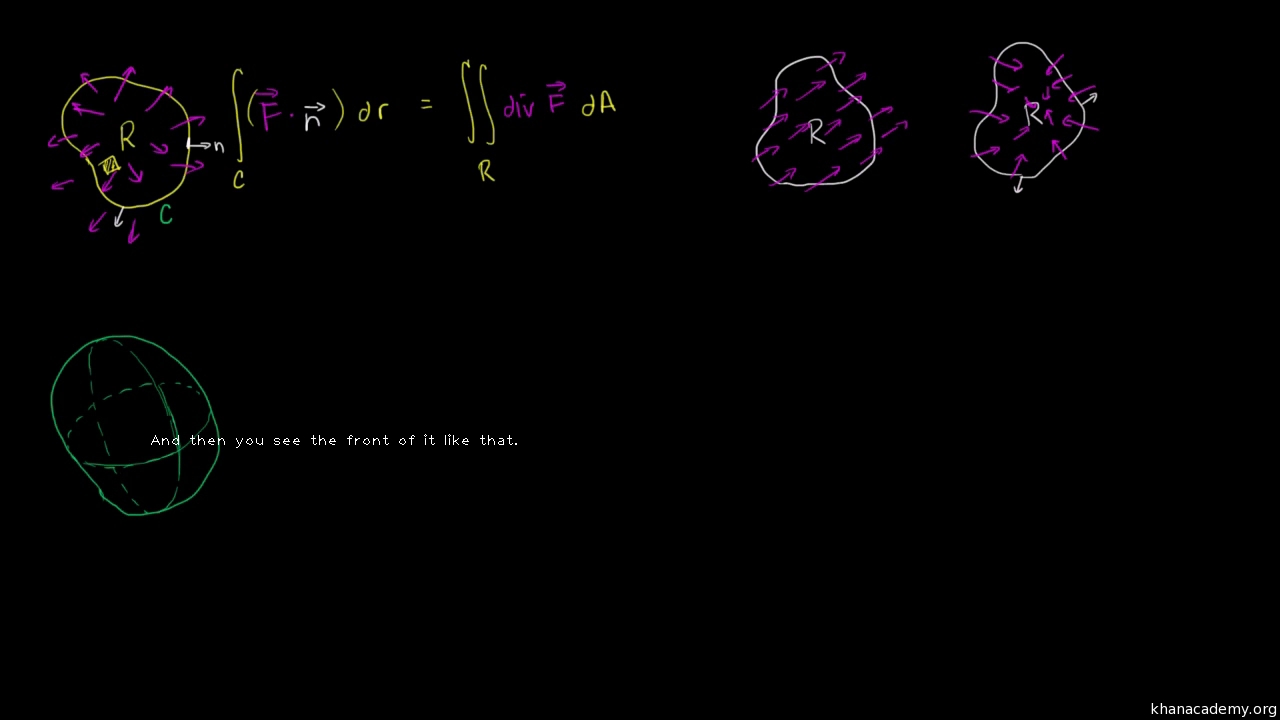 R
n
C
∫ (F⃗ · n⃗) dr = ∬ div F⃗ dA
C R
R
R
And then you see the front of it like that.
khanacademy.org